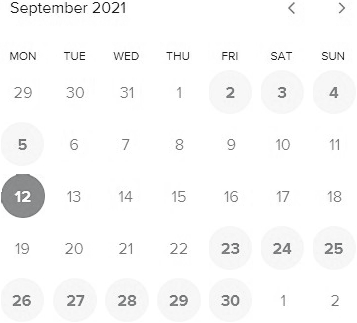 September 2021
MON TUE WED THU FRI SAT SUN
29 30 31 1 2 3 4
5 6 7 8 9 10 11
12 13 14 15 16 17 18
19 20 21 22 23 24 25
26 27 28 29 30 1 2